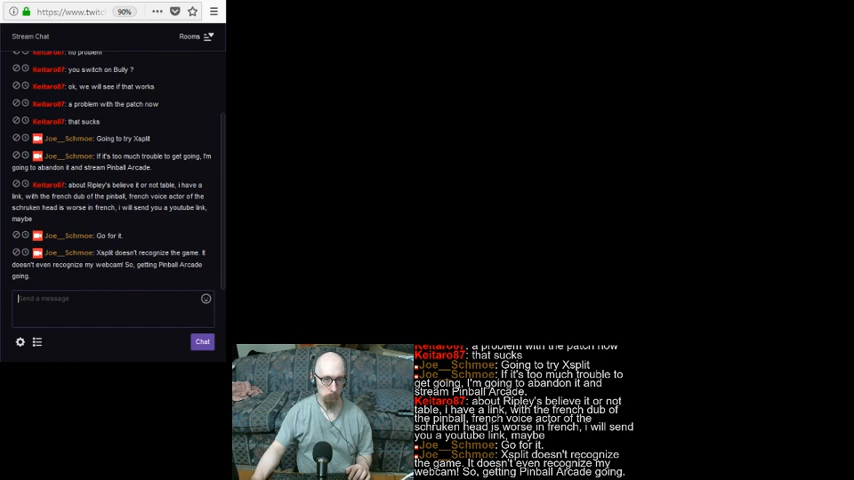 https://www.twitc
90%
Stream Chat
Rooms
Keitaro87: no problem
Keitaro87: you switch on Bully ?
Keitaro87: ok, we will see if that works
Keitaro87: a problem with the patch now
Keitaro87: that sucks
Joe__Schmoe: Going to try Xsplit
Joe__Schmoe: If it's too much trouble to get going, I'm
going to abandon it and stream Pinball Arcade.
Keitaro87: about Ripley's believe it or not table, i have a
link, with the french dub of the pinball, french voice actor of the
schruken head is worse in french, i will send you a youtube link,
maybe
Joe__Schmoe: Go for it.
Joe__Schmoe: Xsplit doesn't recognize the game. It
doesn't even recognize my webcam! So, getting Pinball Arcade
going.
Send a message
Chat
Keitaro87: a problem with the patch now
Keitaro87: that sucks
Joe__Schmoe: Going to try Xsplit
Joe__Schmoe: If it's too much trouble to
get going, I'm going to abandon it and
stream Pinball Arcade.
Keitaro87: about Ripley's believe it or not
table, i have a link, with the french dub of
the pinball, french voice actor of the
schruken head is worse in french, i will send
you a youtube link, maybe
Joe__Schmoe: Go for it.
Joe__Schmoe: Xsplit doesn't recognize
the game. It doesn't even recognize my
webcam! So, getting Pinball Arcade going.